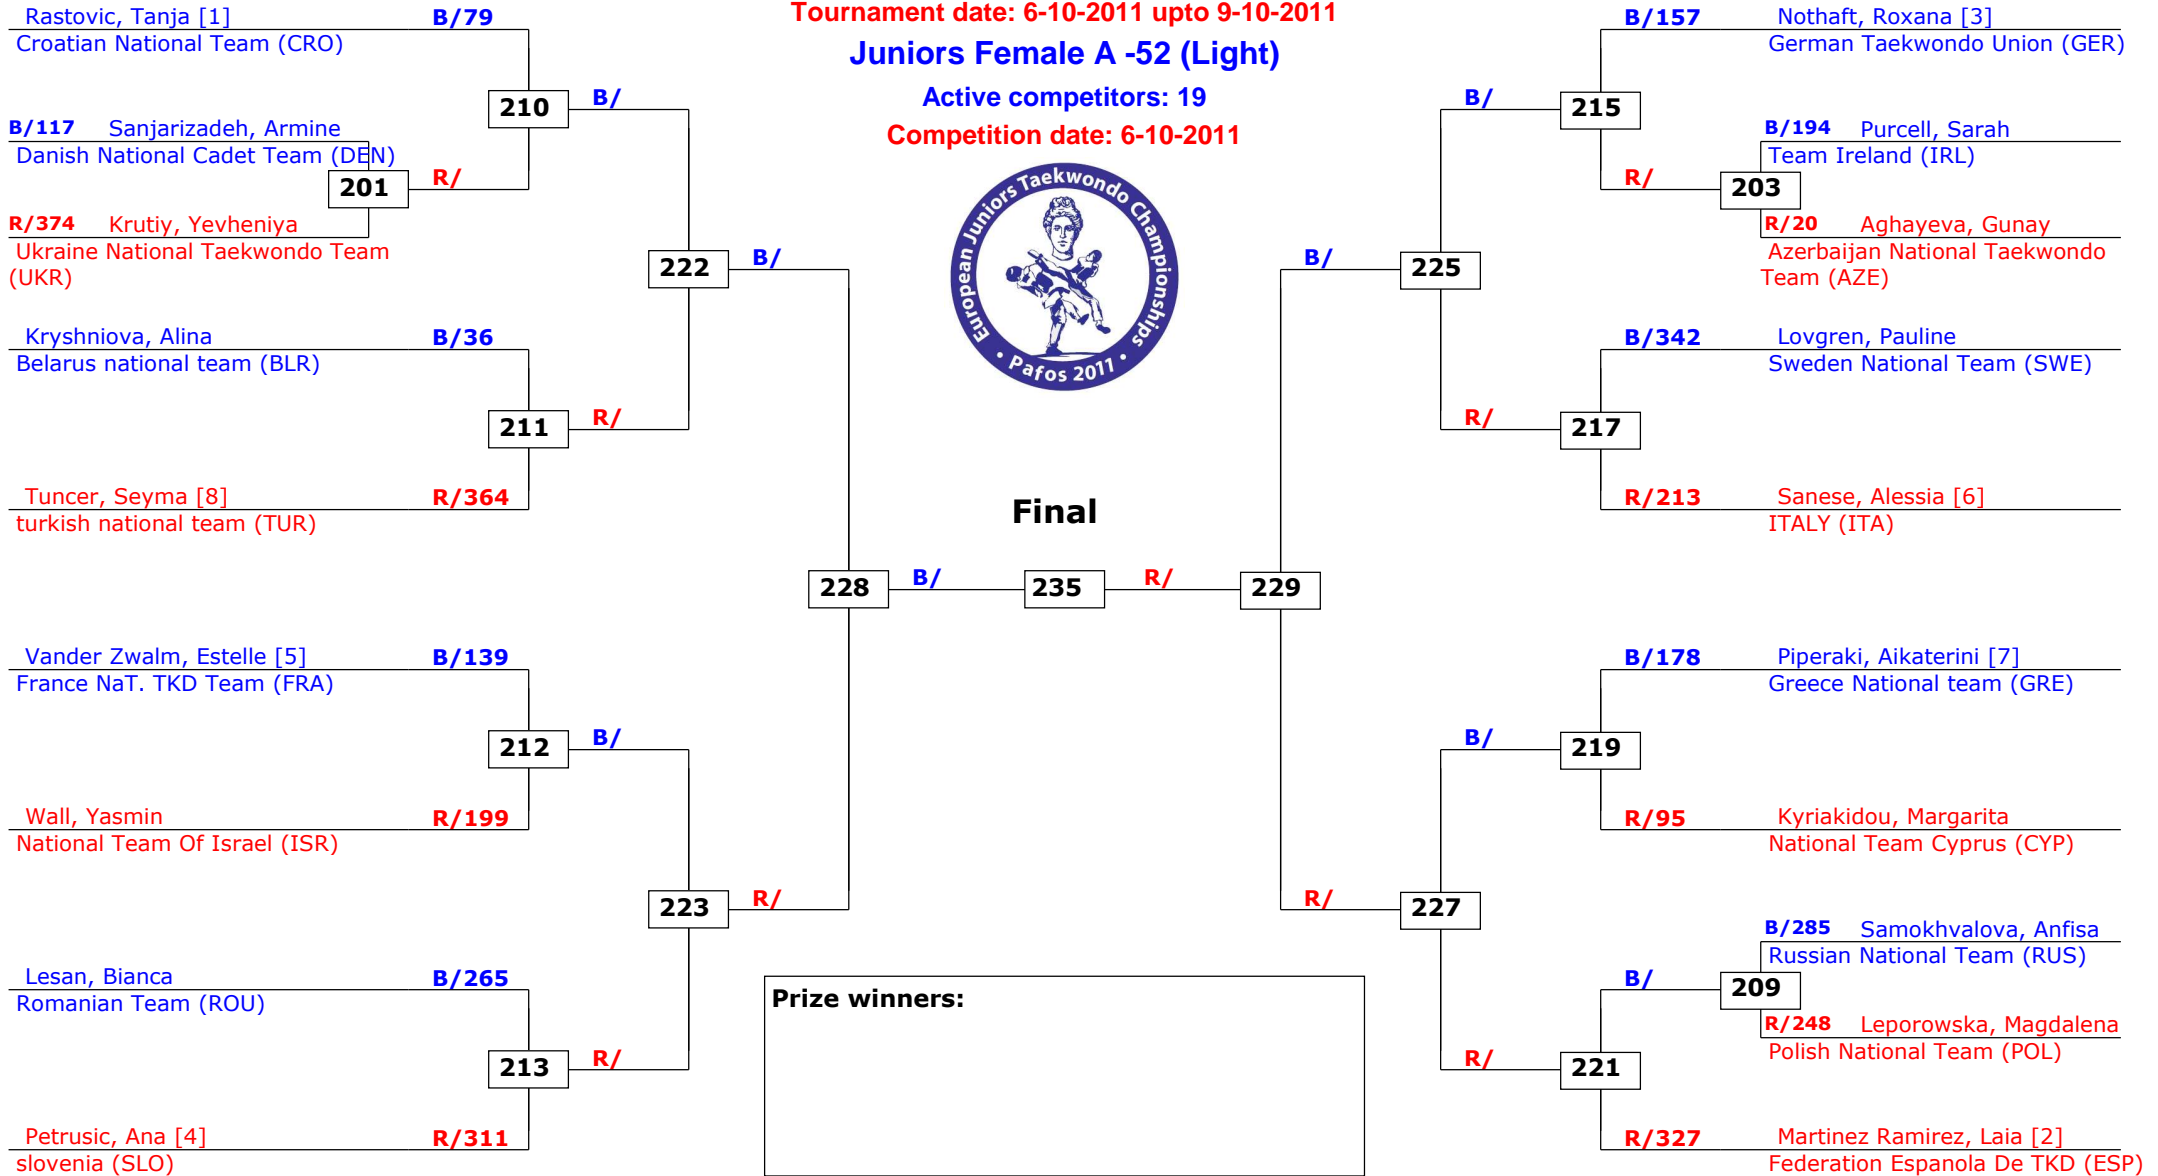 Tournament date: 6-10-2011 upto 9-10-2011
Juniors Female A -52 (Light)
Active competitors: 19
Competition date: 6-10-2011
European Juniors Taekwondo Championships
• Pafos 2011 •
Rastovic, Tanja [1] B/79
Croatian National Team (CRO)
210 B/
B/117 Sanjarizadeh, Armine
Danish National Cadet Team (DEN)
201 R/
R/374 Krutiy, Yevheniya
Ukraine National Taekwondo Team
(UKR)
222 B/
Kryshniova, Alina B/36
Belarus national team (BLR)
211 R/
Tuncer, Seyma [8] R/364
turkish national team (TUR)
Vander Zwalm, Estelle [5] B/139
France NaT. TKD Team (FRA)
212 B/
Wall, Yasmin R/199
National Team Of Israel (ISR)
223 R/
Lesan, Bianca B/265
Romanian Team (ROU)
213 R/
Petrusic, Ana [4] R/311
slovenia (SLO)
Final
228 B/ 235 R/ 229
B/157 Nothaft, Roxana [3]
German Taekwondo Union (GER)
B/ 215
B/194 Purcell, Sarah
Team Ireland (IRL)
R/ 203
R/20 Aghayeva, Gunay
Azerbaijan National Taekwondo
Team (AZE)
B/ 225
B/342 Lovgren, Pauline
Sweden National Team (SWE)
R/ 217
R/213 Sanese, Alessia [6]
ITALY (ITA)
B/178 Piperaki, Aikaterini [7]
Greece National team (GRE)
B/ 219
R/95 Kyriakidou, Margarita
National Team Cyprus (CYP)
R/ 227
B/285 Samokhvalova, Anfisa
Russian National Team (RUS)
B/ 209
R/248 Leporowska, Magdalena
Polish National Team (POL)
R/ 221
R/327 Martinez Ramirez, Laia [2]
Federation Espanola De TKD (ESP)
Prize winners: